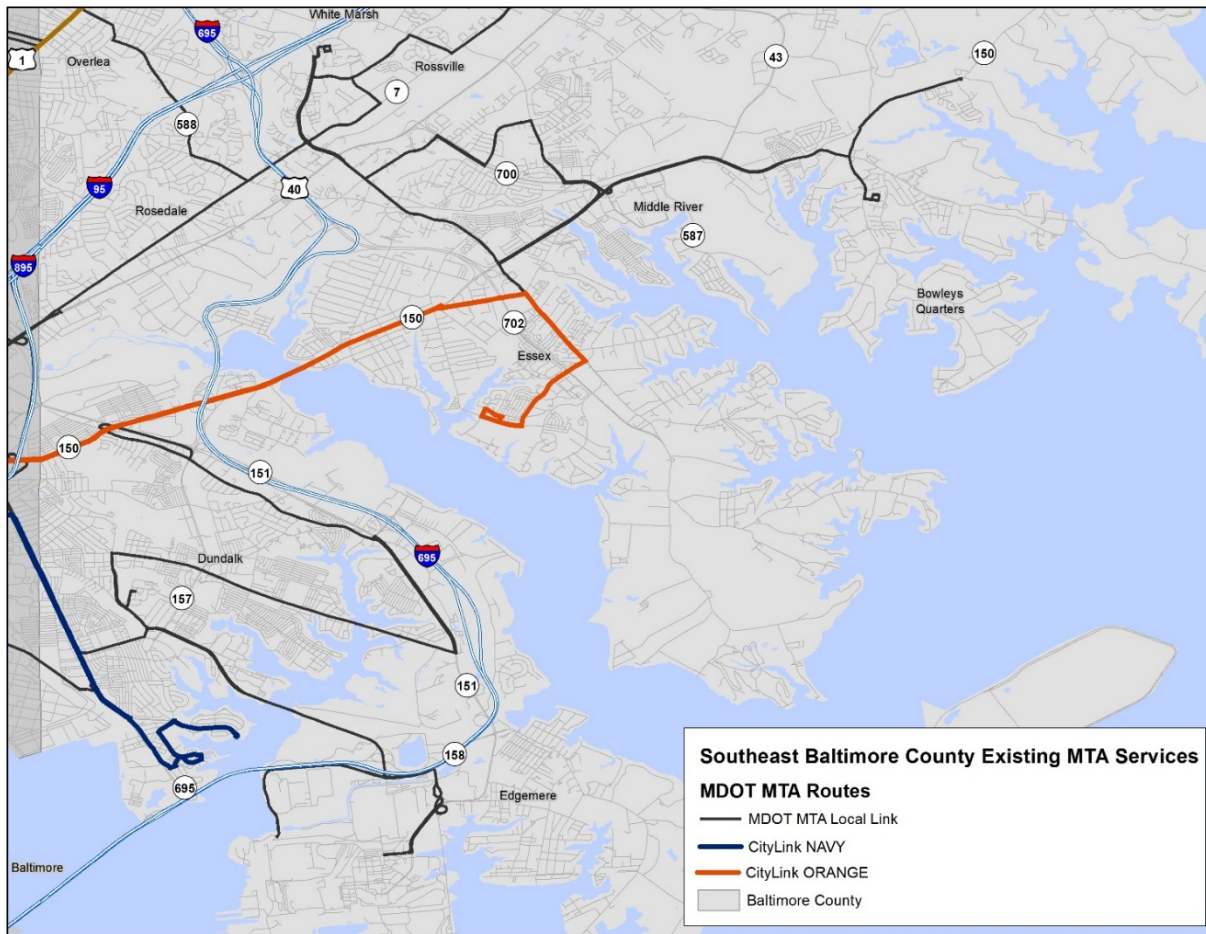 White Marsh
695
1
Overlea
43
150
Rossville
7
588
95
40
700
Rosedale
Middle River
587
895
Bowleys
Quarters
150
702
Essex
150
151
695
Dundalk
157
151
158
695
Edgemere
Baltimore
Southeast Baltimore County Existing MTA Services
MDOT MTA Routes
MDOT MTA Local Link
CityLink NAVY
CityLink ORANGE
Baltimore County